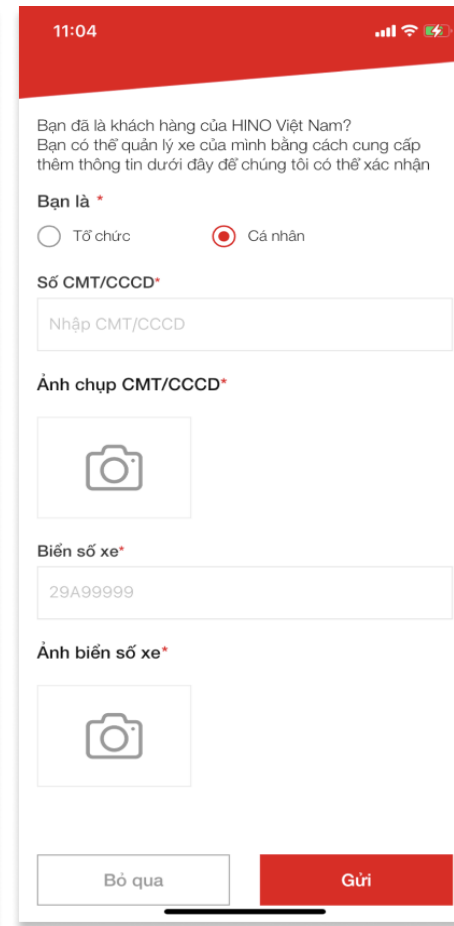 11:04
Bạn đã là khách hàng của HINO Việt Nam?
Bạn có thể quản lý xe của mình bằng cách cung cấp
thêm thông tin dưới đây để chúng tôi có thể xác nhận
Bạn là *
Tổ chức Cá nhân
Số CMT/CCCD*
Nhập CMT/CCCD
Ảnh chụp CMT/CCCD*
Biển số xe*
29A99999
Ảnh biển số xe*
Bỏ qua Gửi